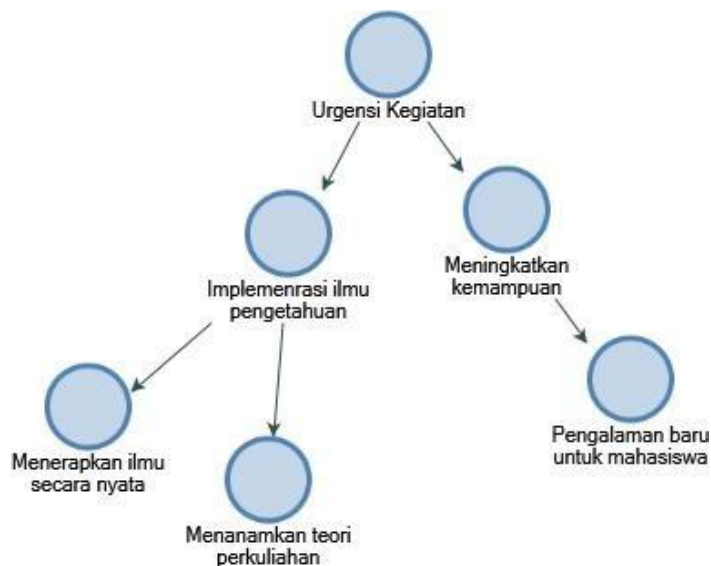 Urgensi Kegiatan
Implemenrasi ilmu
pengetahuan
Meningkatkan
kemampuan
Menerapkan ilmu
secara nyata
Menanamkan teori
perkuliahan
Pengalaman baru
untuk mahasiswa